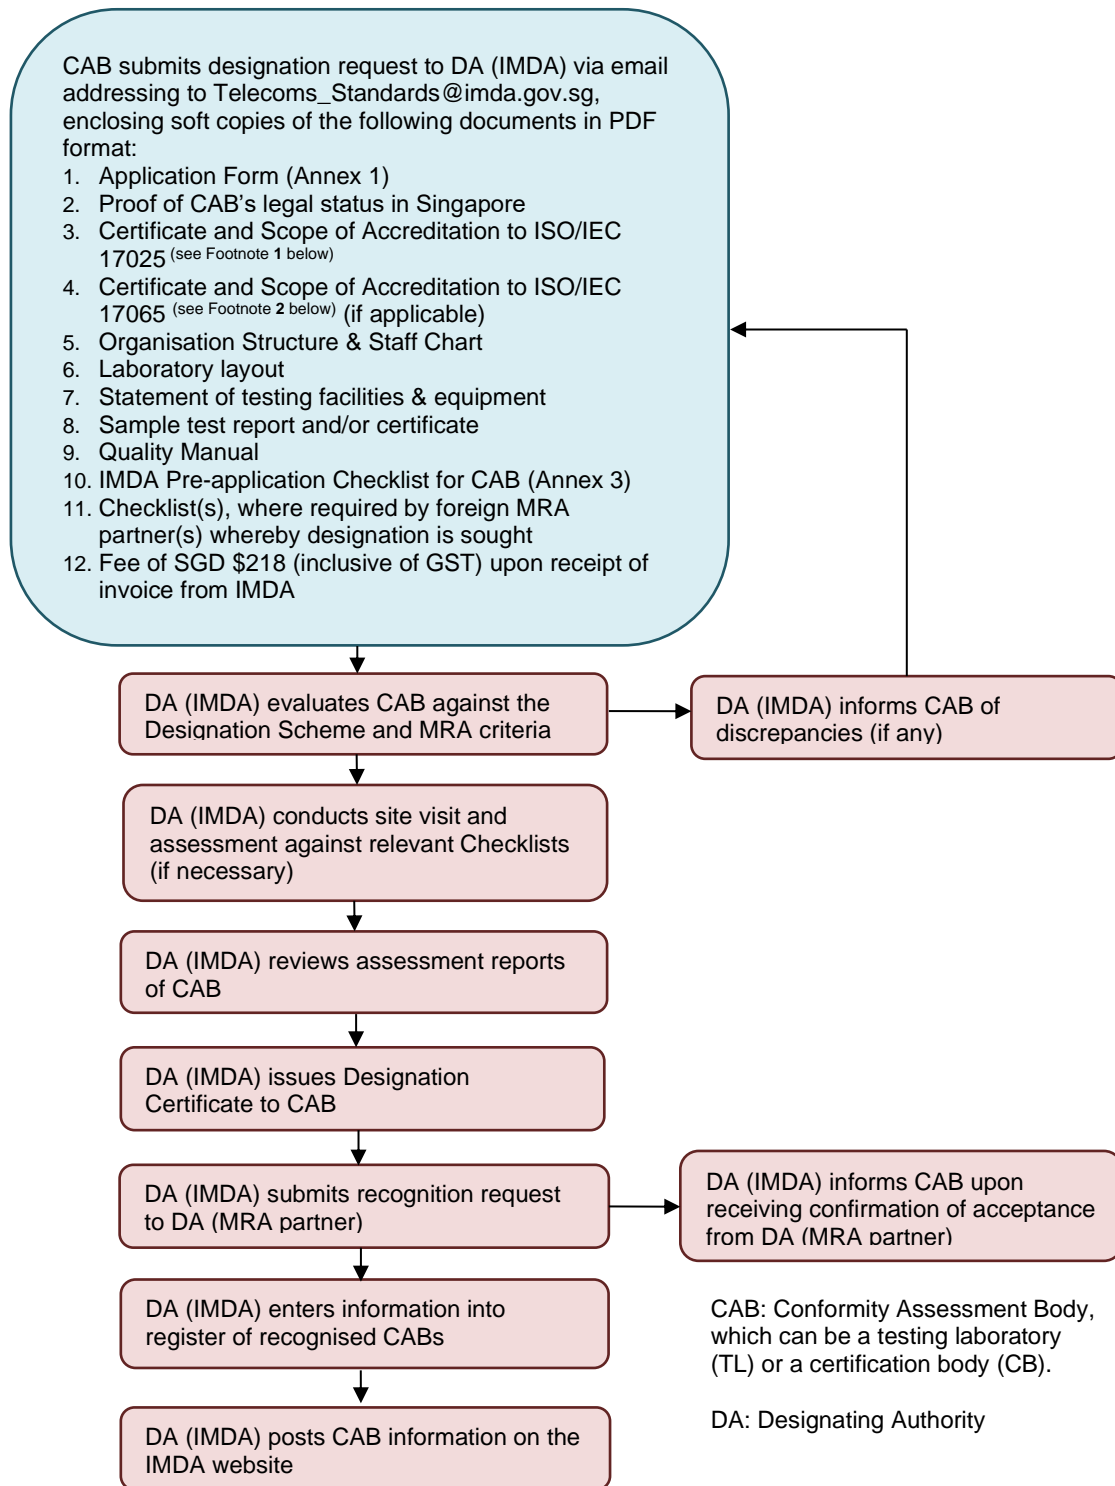 CAB submits designation request to DA (IMDA) via email
addressing to Telecoms_Standards@imda.gov.sg,
enclosing soft copies of the following documents in PDF
format:
1. Application Form (Annex 1)
2. Proof of CAB's legal status in Singapore
3. Certificate and Scope of Accreditation to ISO/IEC
17025 (see Footnote 1 below)
4. Certificate and Scope of Accreditation to ISO/IEC
17065 (see Footnote 2 below) (if applicable)
5. Organisation Structure & Staff Chart
6. Laboratory layout
7. Statement of testing facilities & equipment
8. Sample test report and/or certificate
9. Quality Manual
10. IMDA Pre-application Checklist for CAB (Annex 3)
11. Checklist(s), where required by foreign MRA
partner(s) whereby designation is sought
12. Fee of SGD $218 (inclusive of GST) upon receipt of
invoice from IMDA
DA (IMDA) evaluates CAB against the
Designation Scheme and MRA criteria
DA (IMDA) informs CAB of
discrepancies (if any)
DA (IMDA) conducts site visit and
assessment against relevant Checklists
(if necessary)
DA (IMDA) reviews assessment reports
of CAB
DA (IMDA) issues Designation
Certificate to CAB
DA (IMDA) submits recognition request
to DA (MRA partner)
DA (IMDA) informs CAB upon
receiving confirmation of acceptance
from DA (MRA partner)
DA (IMDA) enters information into
register of recognised CABs
CAB: Conformity Assessment Body,
which can be a testing laboratory
(TL) or a certification body (CB).
DA: Designating Authority
DA (IMDA) posts CAB information on the
IMDA website